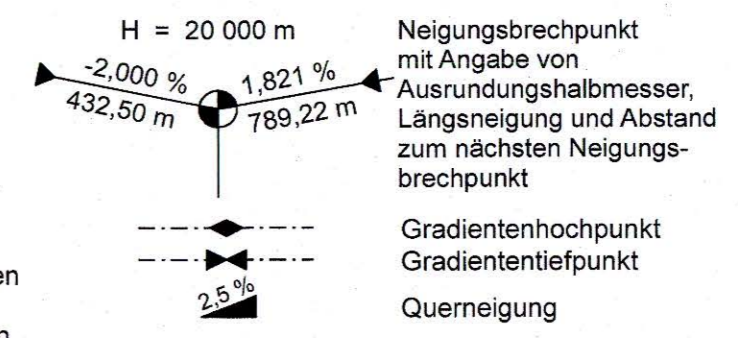 H = 20 000 m
-2,000 %
1,821 %
432,50 m
789,22 m
Neigungsbrechpunkt
mit Angabe von
Ausrundungshalbmesser,
Längsneigung und Abstand
zum nächsten Neigungs-
brechpunkt
Gradientenhochpunkt
Gradiententiefpunkt
en
2,5 %
Querneigung